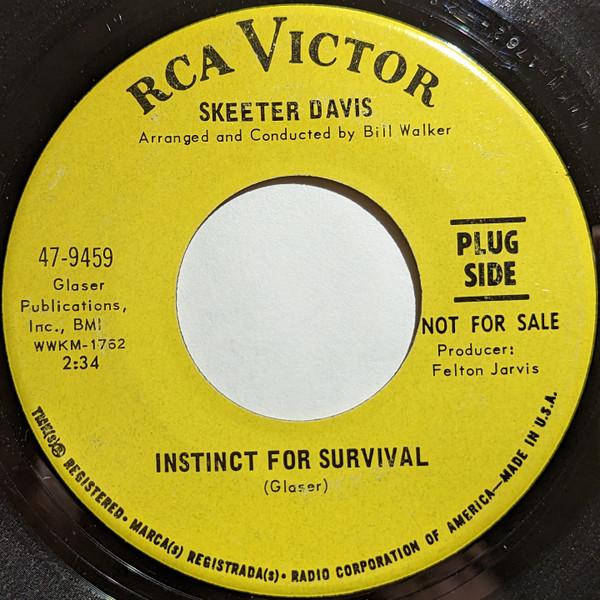 RCA VICTOR
SKEETER DAVIS
Arranged and Conducted by Bill Walker
47-9459
Glaser
Publications,
Inc., BMI
WWKM-1762
2:34
PLUG
SIDE
NOT FOR SALE
Producer:
Felton Jarvis
INSTINCT FOR SURVIVAL
(Glaser)
TMK(S)® REGISTERED • MARCA(s) REGISTRADA(s) • RADIO CORPORATION OF AMERICA—MADE IN U.S.A.